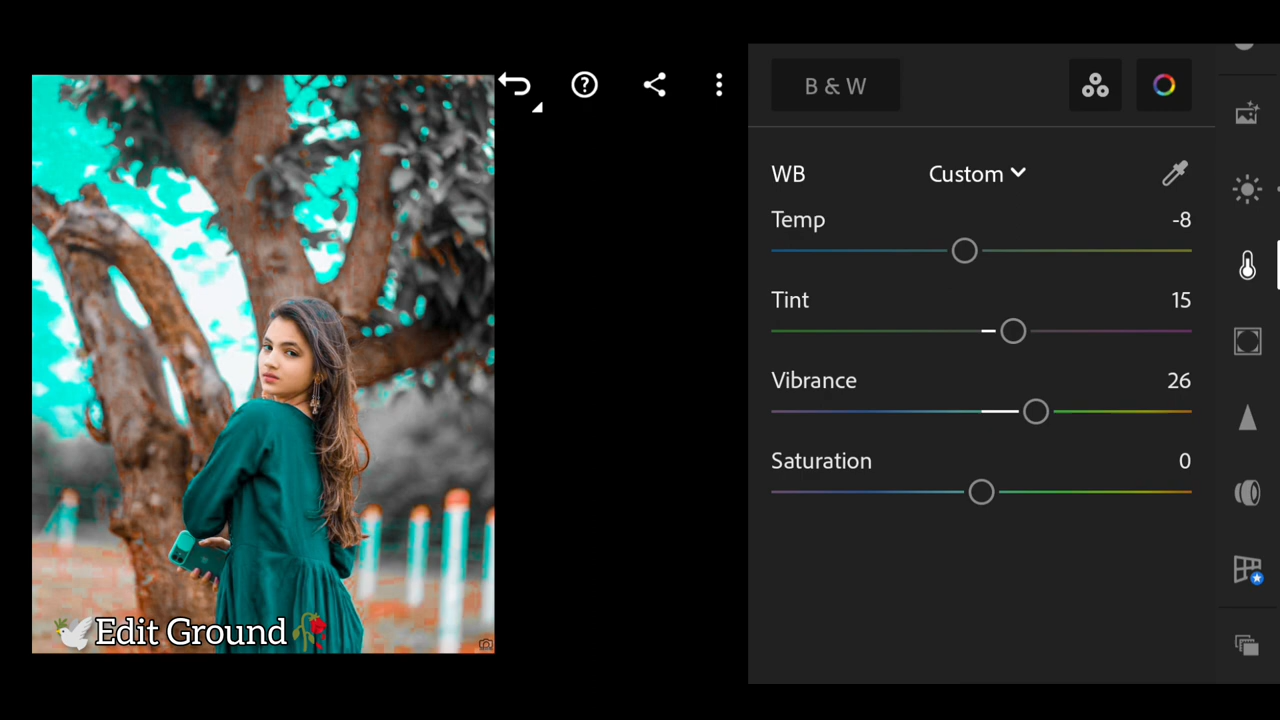 B & W
WB
Custom
Temp
-8
Tint
15
Vibrance
26
Saturation
0
🕊Edit Ground🥀